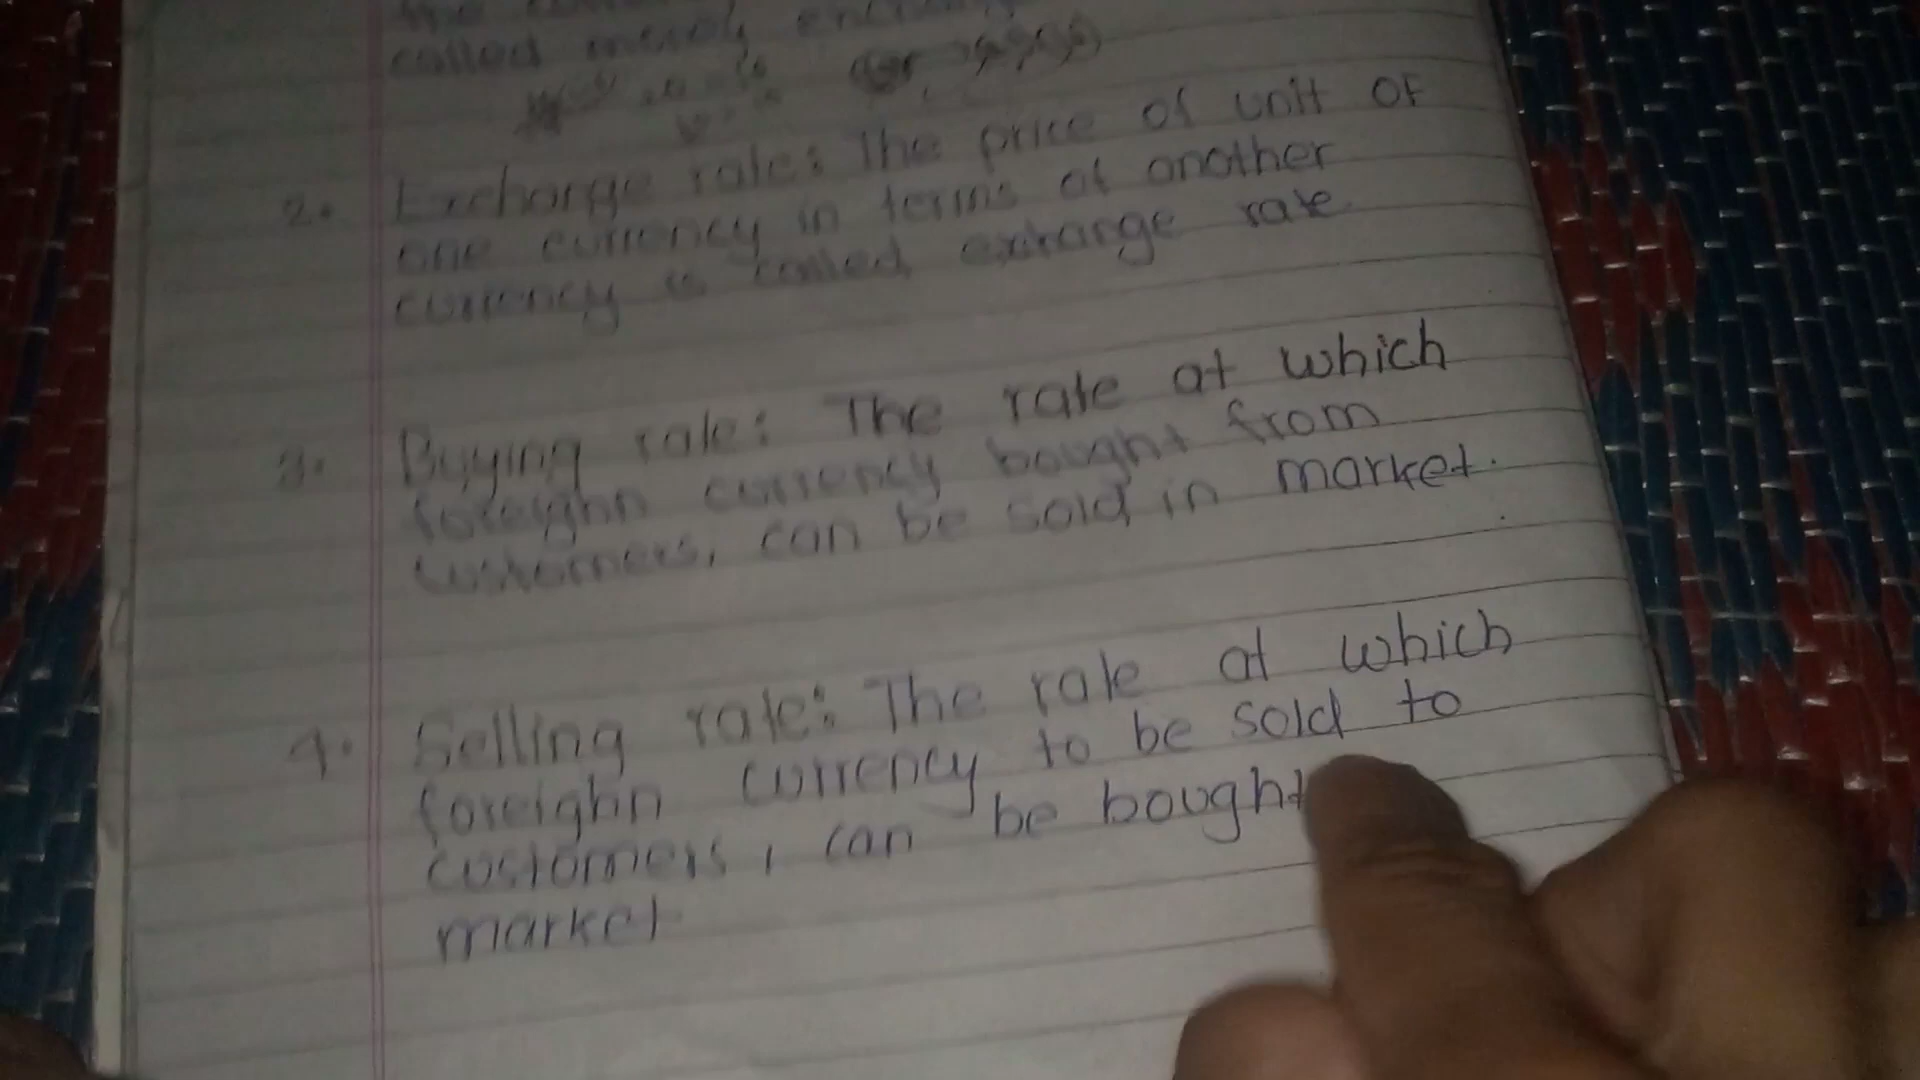 called
2. Exchange rate: The price of unit of
one currency in terms of another
currency is called exchange rate
3. Buying rate: The rate at which
foreighn currency bought from
customers, can be sold in market.
4. Selling rate: The rate at which
foreighn currency to be sold to
customers, can be bought
market